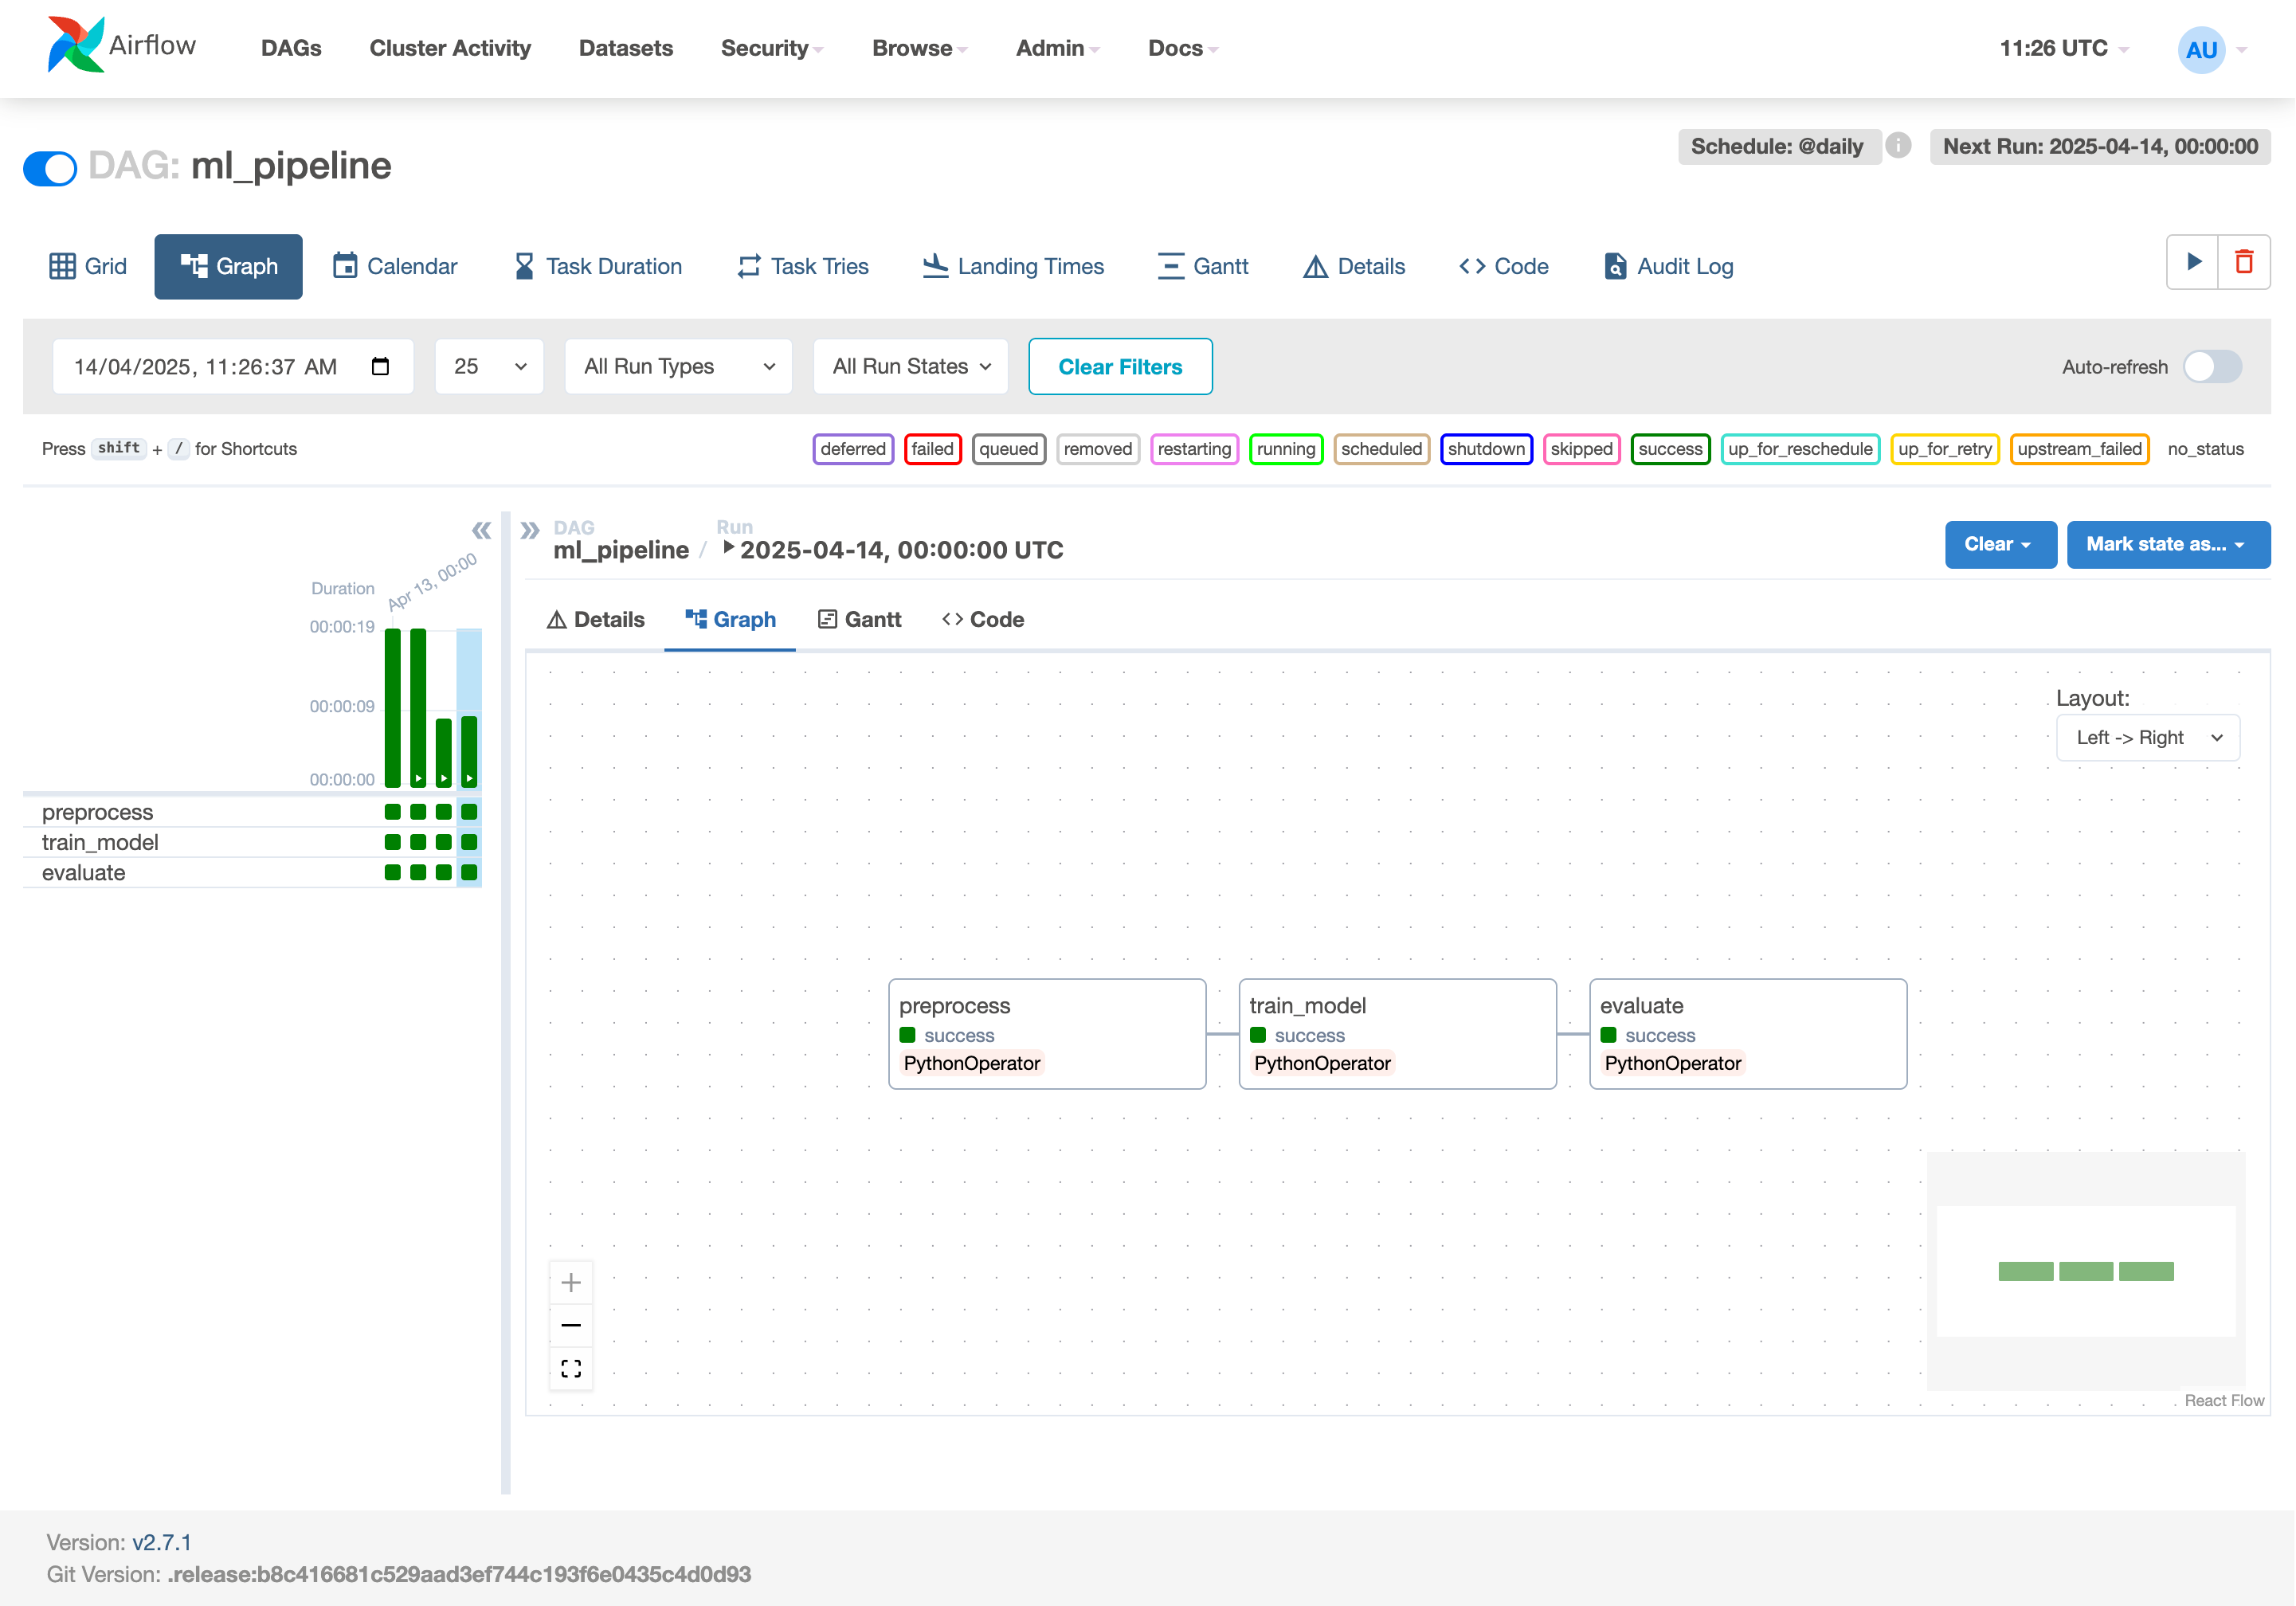 Airflow
DAGs Cluster Activity Datasets Security Browse Admin Docs 11:26 UTC AU
DAG: ml_pipeline
Schedule: @daily i Next Run: 2025-04-14, 00:00:00
Grid Graph Calendar Task Duration Task Tries Landing Times Gantt Details Code Audit Log
14/04/2025, 11:26:37 AM 25 All Run Types All Run States Clear Filters Auto-refresh
Press shift + / for Shortcuts
deferred failed queued removed restarting running scheduled shutdown skipped success up_for_reschedule up_for_retry upstream_failed no_status
Duration
Apr 13, 00:00
00:00:19
00:00:09
00:00:00
preprocess
train_model
evaluate
DAG Run
ml_pipeline / 2025-04-14, 00:00:00 UTC
Clear Mark state as...
Details Graph Gantt Code
Layout:
Left -> Right
preprocess
success
PythonOperator
train_model
success
PythonOperator
evaluate
success
PythonOperator
React Flow
Version: v2.7.1
Git Version: .release:b8c416681c529aad3ef744c193f6e0435c4d0d93